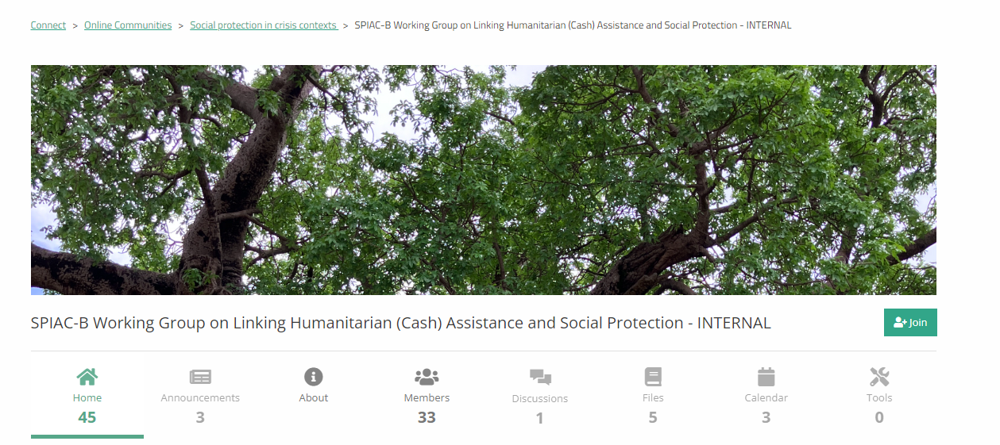 Connect > Online Communities > Social protection in crisis contexts > SPIAC-B Working Group on Linking Humanitarian (Cash) Assistance and Social Protection - INTERNAL
SPIAC-B Working Group on Linking Humanitarian (Cash) Assistance and Social Protection - INTERNAL
Join
Home
45
Announcements
3
About
Members
33
Discussions
1
Files
5
Calendar
3
Tools
0